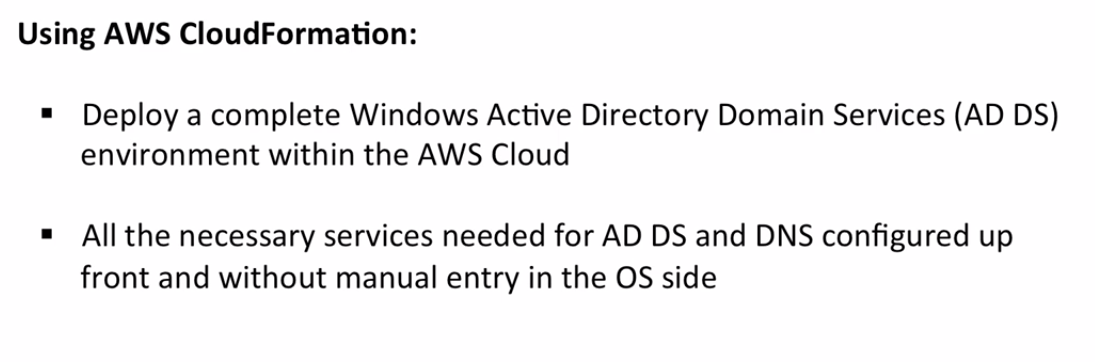 Using AWS CloudFormation:
▪ Deploy a complete Windows Active Directory Domain Services (AD DS)
environment within the AWS Cloud
▪ All the necessary services needed for AD DS and DNS configured up
front and without manual entry in the OS side